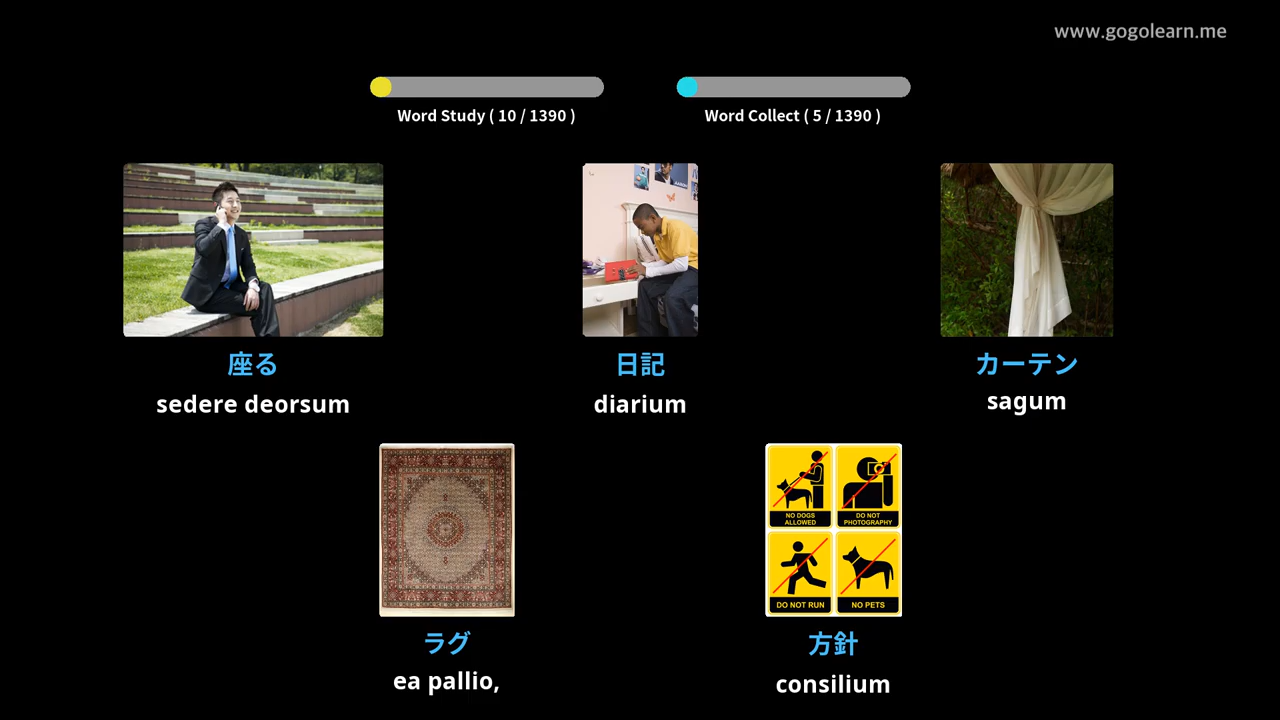 www.gogolearn.me
Word Study ( 10 / 1390 )
Word Collect ( 5 / 1390 )
座る
sedere deorsum
日記
diarium
カーテン
sagum
NO DOGS
ALLOWED
DO NOT
PHOTOGRAPHY
DO NOT RUN
NO PETS
ラグ
ea pallio,
方針
consilium